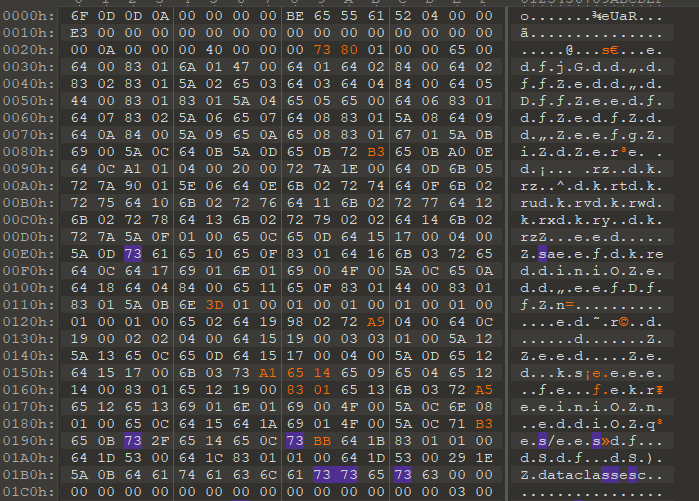 0000h: 6F 0D 0D 0A 00 00 00 00 BE 65 55 61 52 04 00 00 o.......¾eUaR...
0010h: E3 00 00 00 00 00 00 00 00 00 00 00 00 00 00 00 ã...............
0020h: 00 0A 00 00 00 40 00 00 00 73 80 01 00 00 65 00 .....@...s€...e.
0030h: 64 00 83 01 6A 01 47 00 64 01 64 02 84 00 64 02 d.f.j.G.d.d.„.d.
0040h: 83 02 83 01 5A 02 65 03 64 03 64 04 84 00 64 05 f.f.Z.e.d.d.„.d.
0050h: 44 00 83 01 83 01 5A 04 65 05 65 00 64 06 83 01 D.f.f.Z.e.e.d.f.
0060h: 64 07 83 02 5A 06 65 07 64 08 83 01 5A 08 64 09 d.f.Z.e.d.f.Z.d.
0070h: 64 0A 84 00 5A 09 65 0A 65 08 83 01 67 01 5A 0B d.„.Z.e.e.f.g.Z.
0080h: 69 00 5A 0C 64 0B 5A 0D 65 0B 72 B3 65 0B A0 0E i.Z.d.Z.e.r³e. .
0090h: 64 0C A1 01 04 00 20 00 72 7A 1E 00 64 0D 6B 05 d.¡... .rz..d.k.
00A0h: 72 7A 90 01 5E 06 64 0E 6B 02 72 74 64 0F 6B 02 rz..^.d.k.rtd.k.
00B0h: 72 75 64 10 6B 02 72 76 64 11 6B 02 72 77 64 12 rud.k.rvd.k.rwd.
00C0h: 6B 02 72 78 64 13 6B 02 72 79 02 02 64 14 6B 02 k.rxd.k.ry..d.k.
00D0h: 72 7A 5A 0F 01 00 65 0C 65 0D 64 15 17 00 04 00 rzZ...e.e.d.....
00E0h: 5A 0D 73 61 65 10 65 0F 83 01 64 16 6B 03 72 65 Z.sae.e.f.d.k.re
00F0h: 64 0C 64 17 69 01 6E 01 69 00 4F 00 5A 0C 65 0A d.d.i.n.i.O.Z.e.
0100h: 64 18 64 04 84 00 65 11 65 0F 83 01 44 00 83 01 d.d.„.e.e.f.D.f.
0110h: 83 01 5A 0B 6E 3D 01 00 01 00 01 00 01 00 01 00 f.Z.n=..........
0120h: 01 00 01 00 65 02 64 19 98 02 72 A9 04 00 64 0C ....e.d.˜.r©..d.
0130h: 19 00 02 02 04 00 64 15 19 00 03 03 01 00 5A 12 ......d.......Z.
0140h: 5A 13 65 0C 65 0D 64 15 17 00 04 00 5A 0D 65 12 Z.e.e.d.....Z.e.
0150h: 64 15 17 00 6B 03 73 A1 65 14 65 09 65 04 65 12 d...k.s¡e.e.e.e.
0160h: 14 00 83 01 65 12 19 00 83 01 65 13 6B 03 72 A5 ..f.e...f.e.k.r¥
0170h: 65 12 65 13 69 01 6E 01 69 00 4F 00 5A 0C 6E 08 e.e.i.n.i.O.Z.n.
0180h: 01 00 65 0C 64 15 64 1A 69 01 4F 00 5A 0C 71 B3 ..e.d.d.i.O.Z.q³
0190h: 65 0B 73 2F 65 14 65 0C 73 BB 64 1B 83 01 01 00 e.s/e.e.s»d.f...
01A0h: 64 1D 53 00 64 1C 83 01 01 00 64 1D 53 00 29 1E d.S.d.f...d.S.).
01B0h: 5A 0B 64 61 74 61 63 6C 61 73 73 65 73 63 00 00 Z.dataclassesc..
01C0h: 00 00 00 00 00 00 00 00 00 00 00 00 00 00 03 00 ................